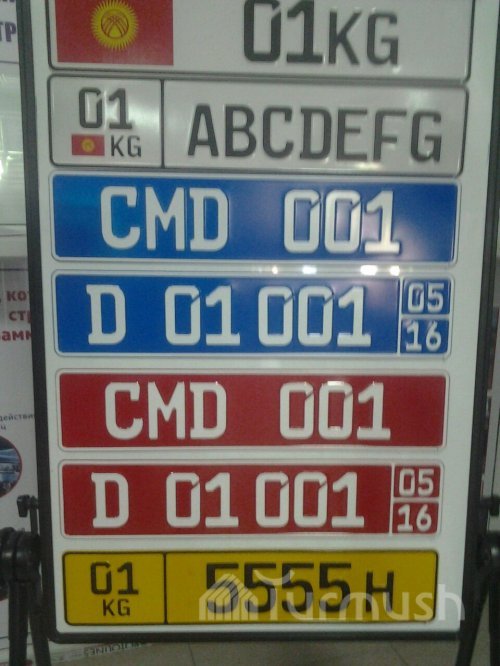 01KG
01 KG ABCDEFG
CMD 001
D 01 001 05 16
CMD 001
D 01 001 05 16
01 KG 5555H
Turmush